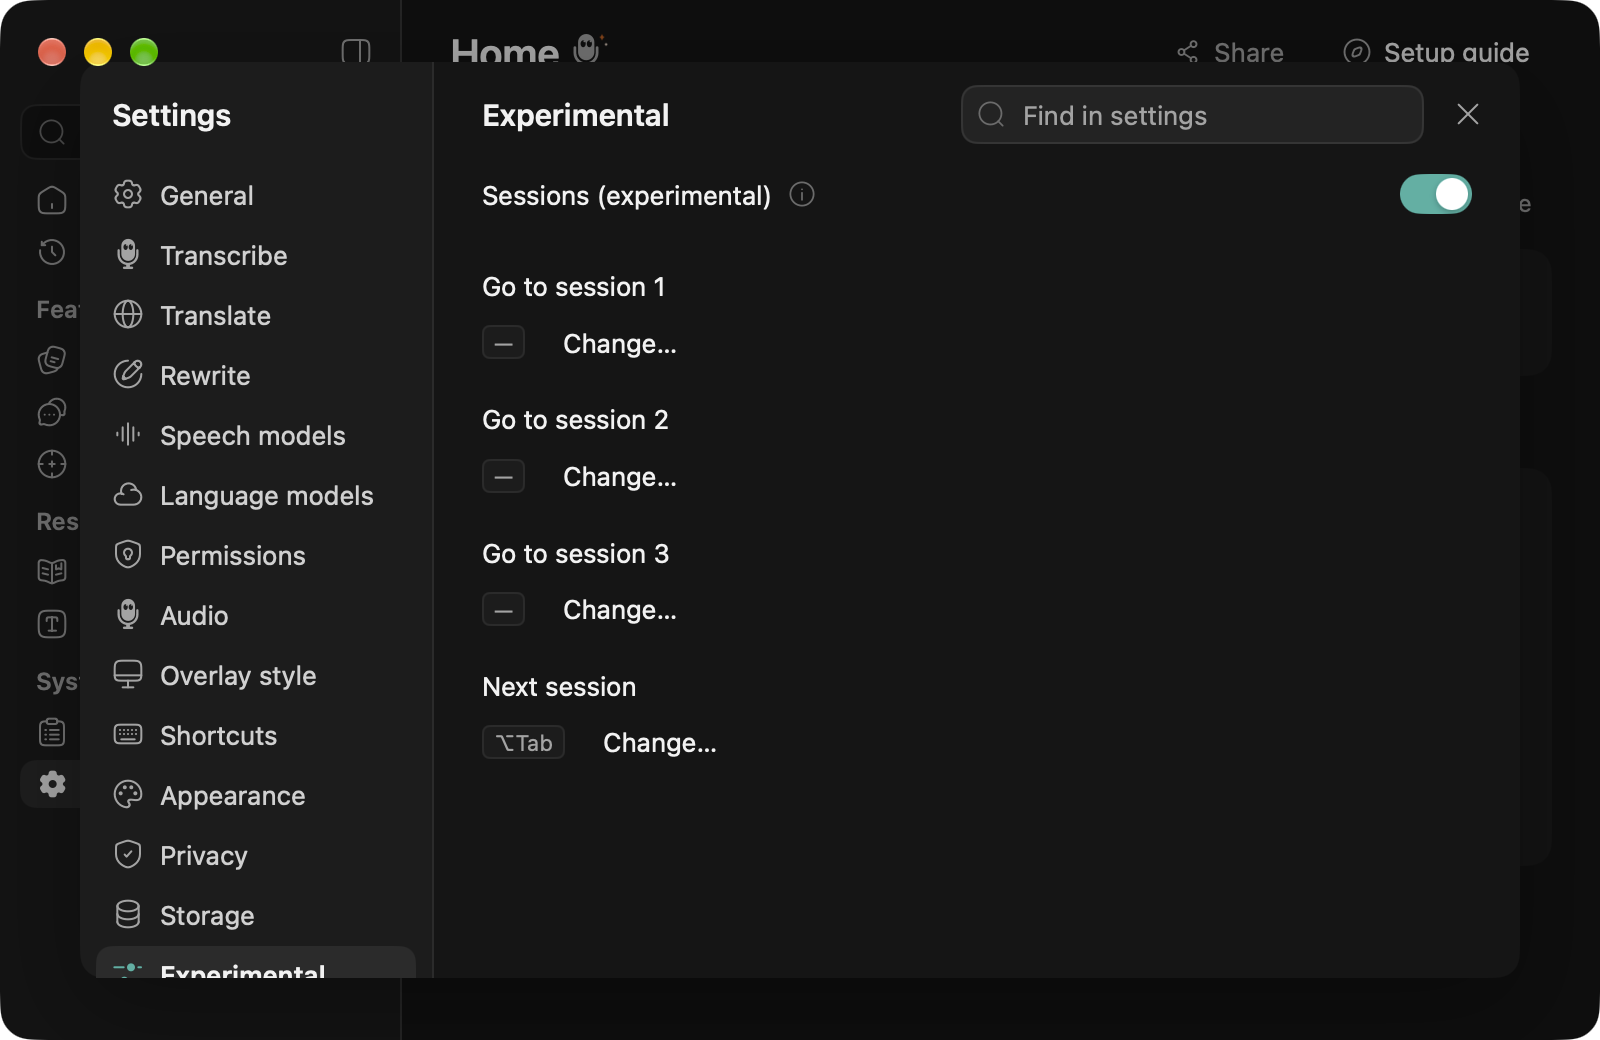 Home
Share
Setup guide
Settings
Experimental
Find in settings
General
Transcribe
Translate
Rewrite
Speech models
Language models
Permissions
Audio
Overlay style
Shortcuts
Appearance
Privacy
Storage
Experimental
Sessions (experimental)
Go to session 1
— Change...
Go to session 2
— Change...
Go to session 3
— Change...
Next session
⌥Tab Change...